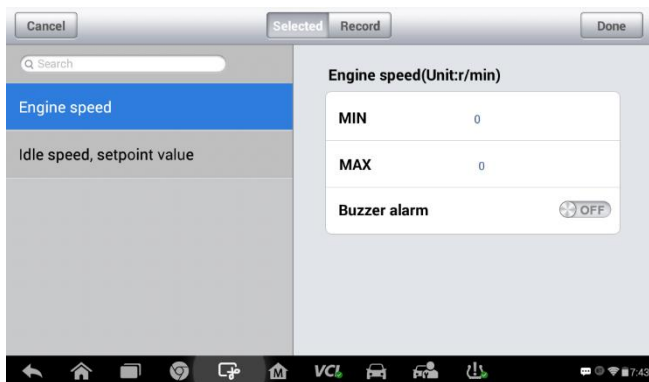 Cancel
Selected Record
Done
Search
Engine speed
Idle speed, setpoint value
Engine speed(Unit:r/min)
MIN 0
MAX 0
Buzzer alarm OFF
M VCI 7:43